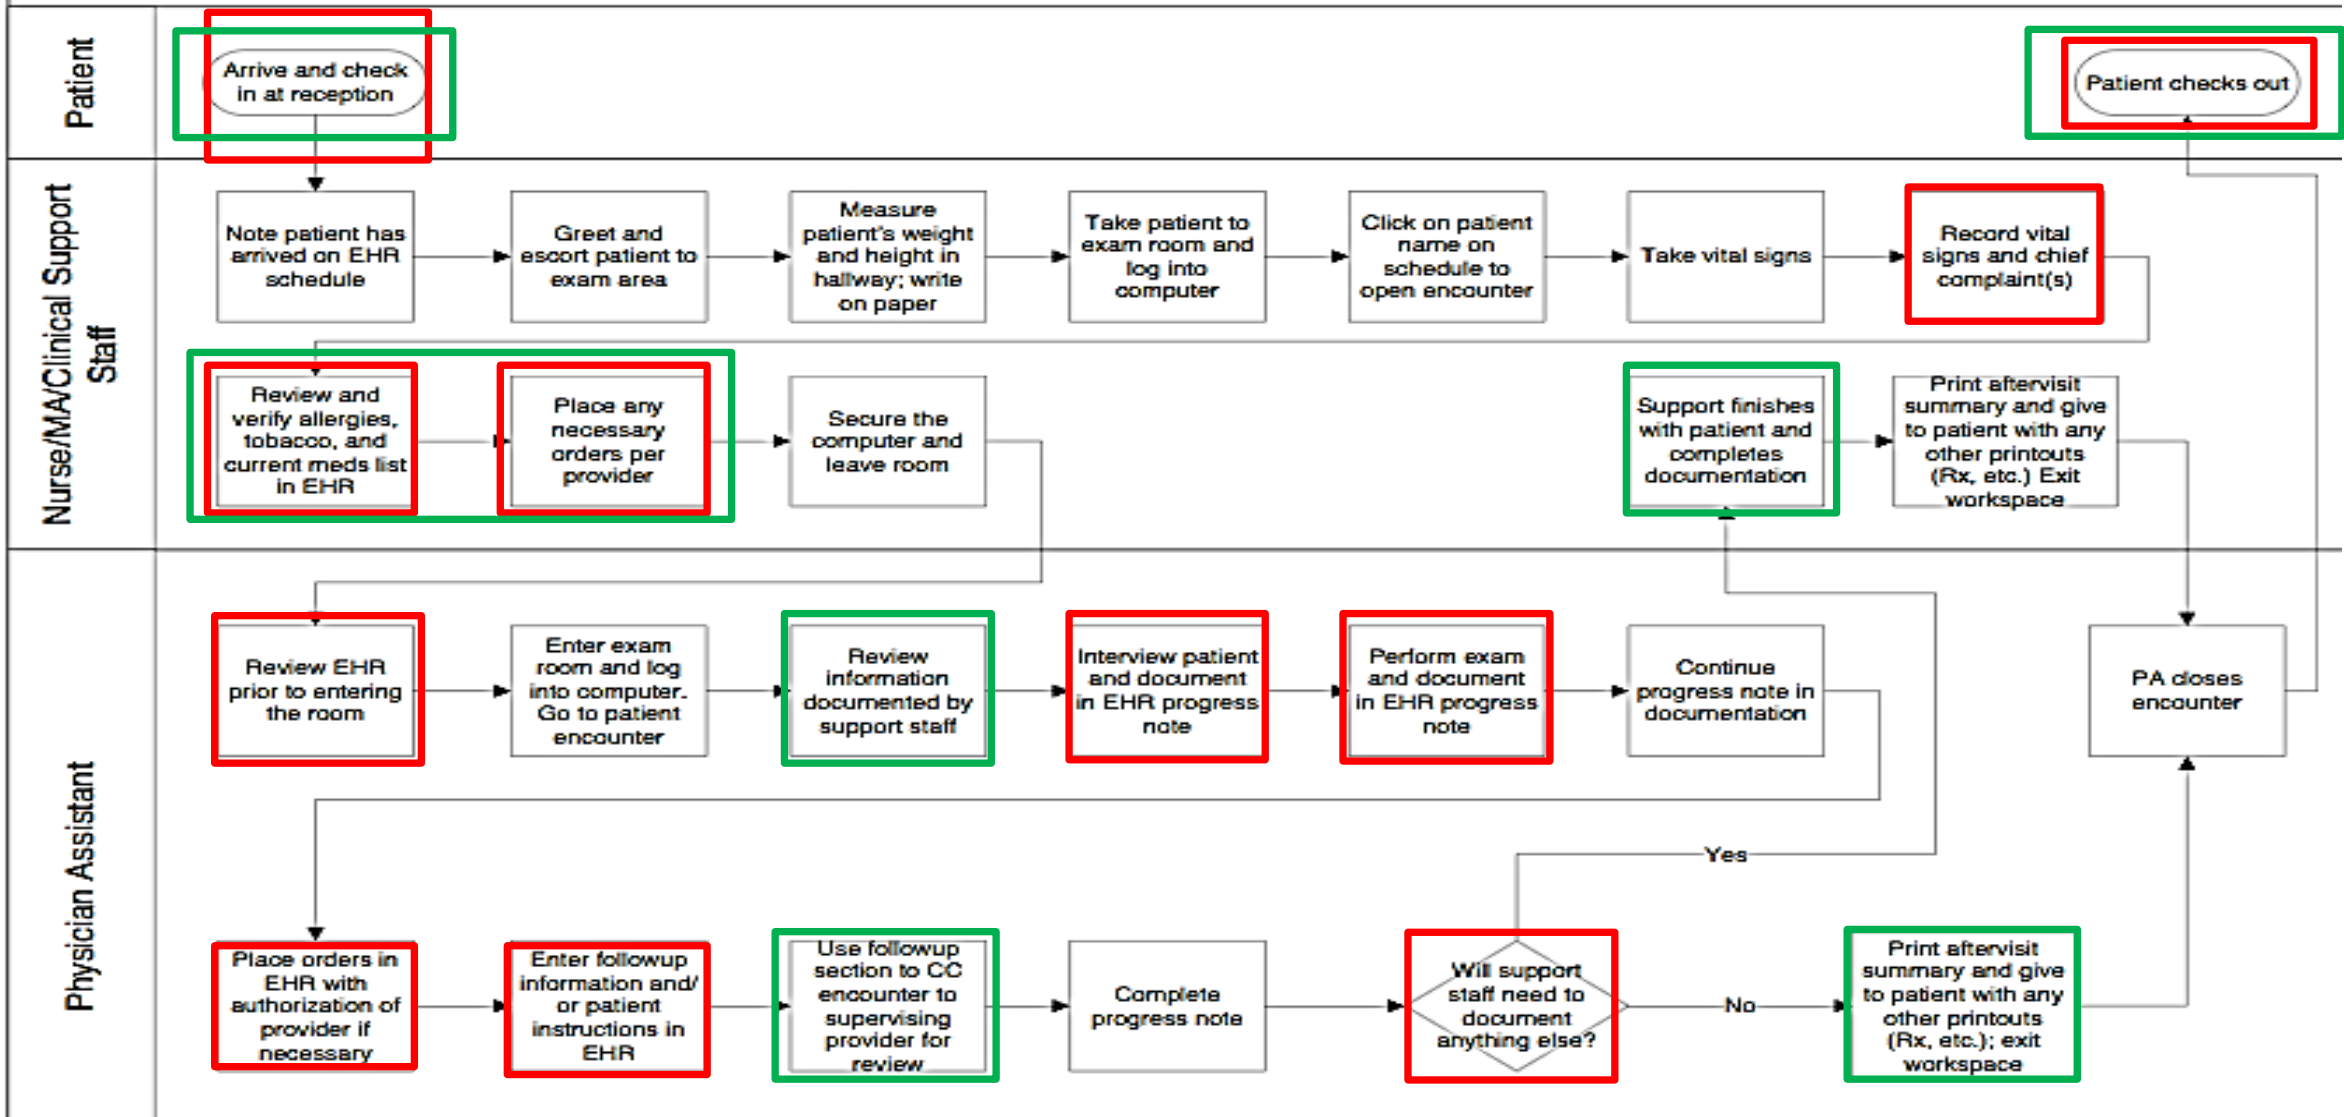 Patient
Arrive and check
in at reception
Patient checks out
Nurse/MA/Clinical Support
Staff
Note patient has
arrived on EHR
schedule
Greet and
escort patient to
exam area
Measure
patient's weight
and height in
hallway; write
on paper
Take patient to
exam room and
log into
computer
Click on patient
name on
schedule to
open encounter
Take vital signs
Record vital
signs and chief
complaint(s)
Review and
verify allergies,
tobacco, and
current meds list
in EHR
Place any
necessary
orders per
provider
Secure the
computer and
leave room
Support finishes
with patient and
completes
documentation
Print aftervisit
summary and give
to patient with any
other printouts
(Rx, etc.) Exit
workspace
Physician Assistant
Review EHR
prior to entering
the room
Enter exam
room and log
into computer.
Go to patient
encounter
Review
information
documented by
support staff
Interview patient
and document
in EHR progress
note
Perform exam
and document
in EHR progress
note
Continue
progress note in
documentation
PA closes
encounter
Yes
Place orders in
EHR with
authorization of
provider if
necessary
Enter followup
information and/
or patient
instructions in
EHR
Use followup
section to CC
encounter to
supervising
provider for
review
Complete
progress note
Will support
staff need to
document
anything else?
No
Print aftervisit
summary and give
to patient with any
other printouts
(Rx, etc.); exit
workspace